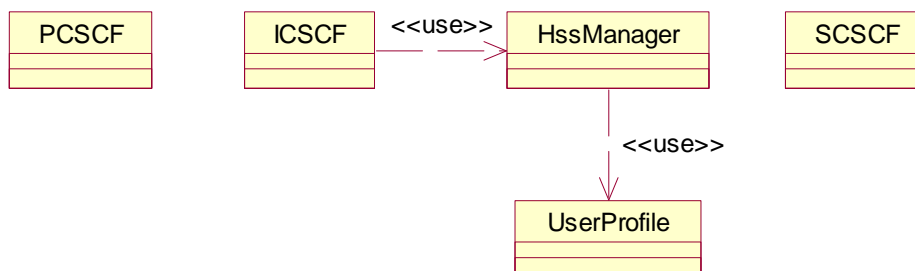 PCSCF
ICSCF
<<use>>
HssManager
SCSCF
<<use>>
UserProfile